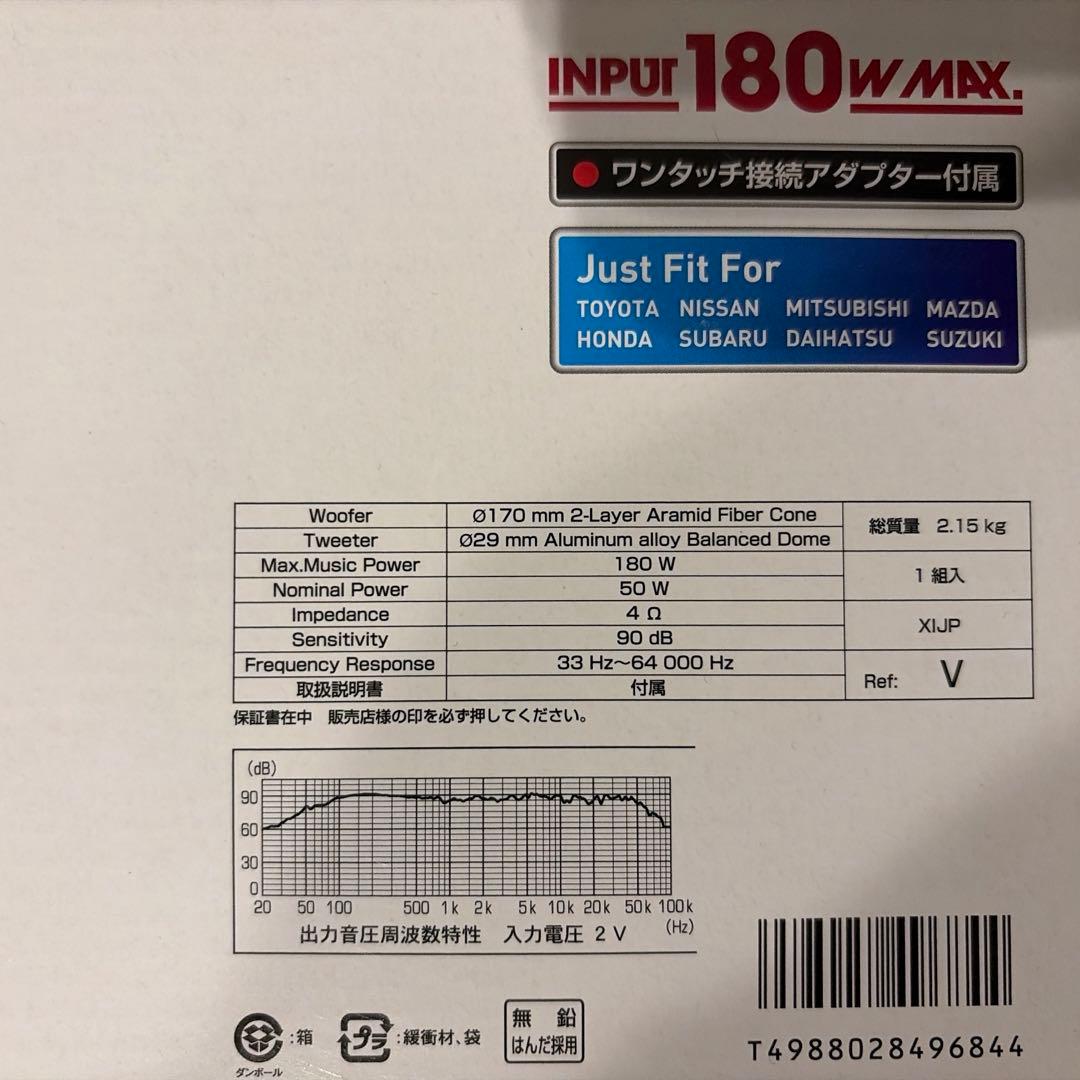 INPUT 180W MAX.
ワンタッチ接続アダプター付属
Just Fit For
TOYOTA NISSAN MITSUBISHI MAZDA
HONDA SUBARU DAIHATSU SUZUKI
Woofer Ø170 mm 2-Layer Aramid Fiber Cone 総質量 2.15 kg
Tweeter Ø29 mm Aluminum alloy Balanced Dome
Max.Music Power 180 W 1 組入
Nominal Power 50 W
Impedance 4 Ω XIJP
Sensitivity 90 dB
Frequency Response 33 Hz～64 000 Hz Ref: V
取扱説明書 付属
保証書在中 販売店様の印を必ず押してください。
(dB)
90
60
30
0
20 50 100 500 1k 2k 5k 10k 20k 50k 100k
出力音圧周波数特性 入力電圧 2 V (Hz)
無 鉛
はんだ採用
:箱 プラ :緩衝材、袋
ダンボール
T4988028496844